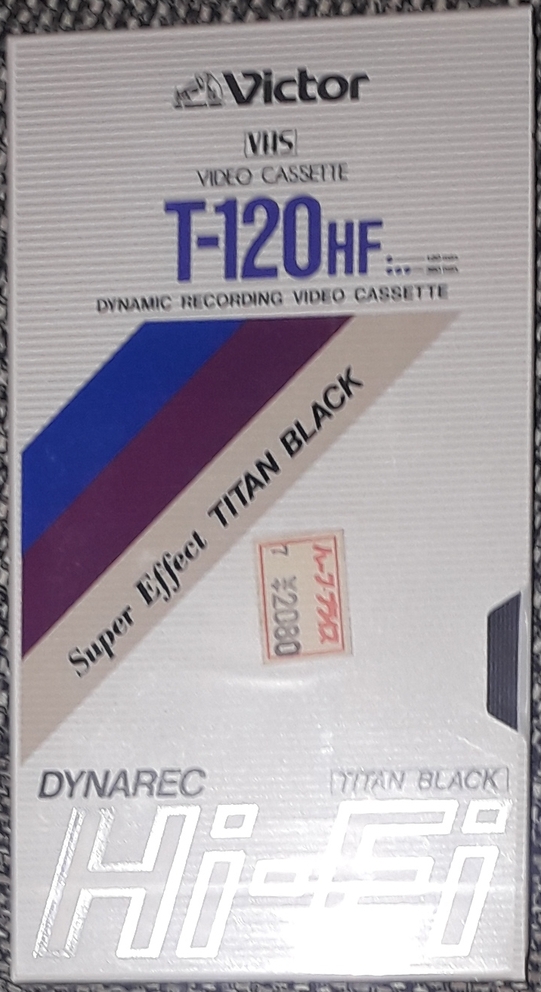 Victor
VHS
VIDEO CASSETTE
T-120HF
DYNAMIC RECORDING VIDEO CASSETTE
Super Effect TITAN BLACK
7 ¥2080
DYNAREC
TITAN BLACK
Hi-Fi